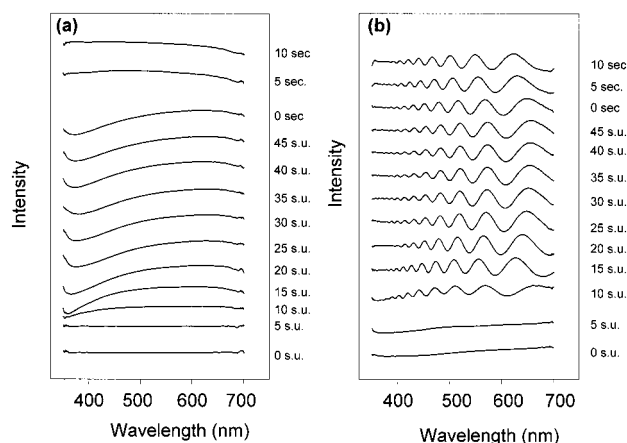 (a)
10 sec
5 sec.
0 sec
45 s.u.
40 s.u.
35 s.u.
30 s.u.
25 s.u.
20 s.u.
15 s.u.
10 s.u.
5 s.u.
0 s.u.
Intensity
400 500 600 700
Wavelength (nm)
(b)
10 sec
5 sec.
0 sec
45 s.u.
40 s.u.
35 s.u.
30 s.u.
25 s.u.
20 s.u.
15 s.u.
10 s.u.
5 s.u.
0 s.u.
Intensity
400 500 600 700
Wavelength (nm)